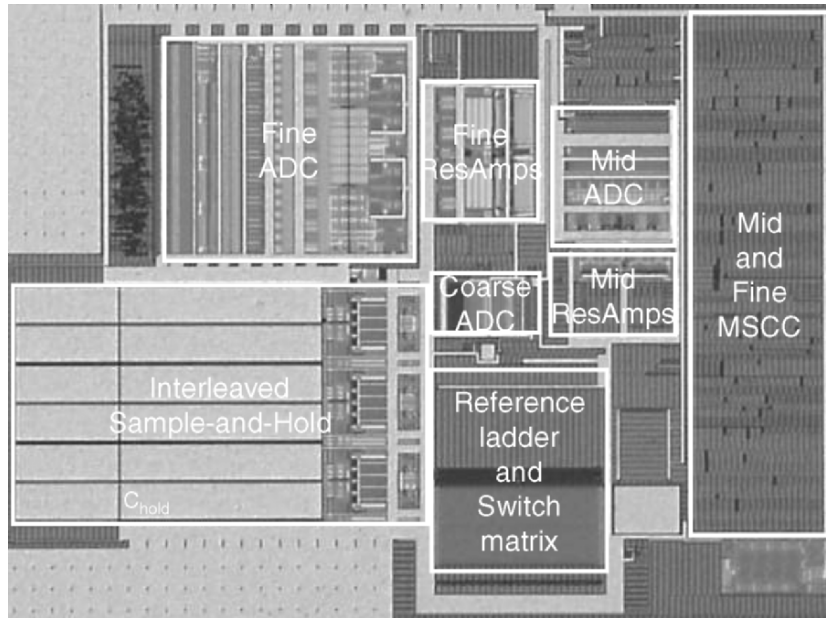 Fine
ADC
Fine
ResAmps
Mid
ADC
Mid
and
Fine
MSCC
Coarse
ADC
Mid
ResAmps
Interleaved
Sample-and-Hold
C_hold
Reference
ladder
and
Switch
matrix